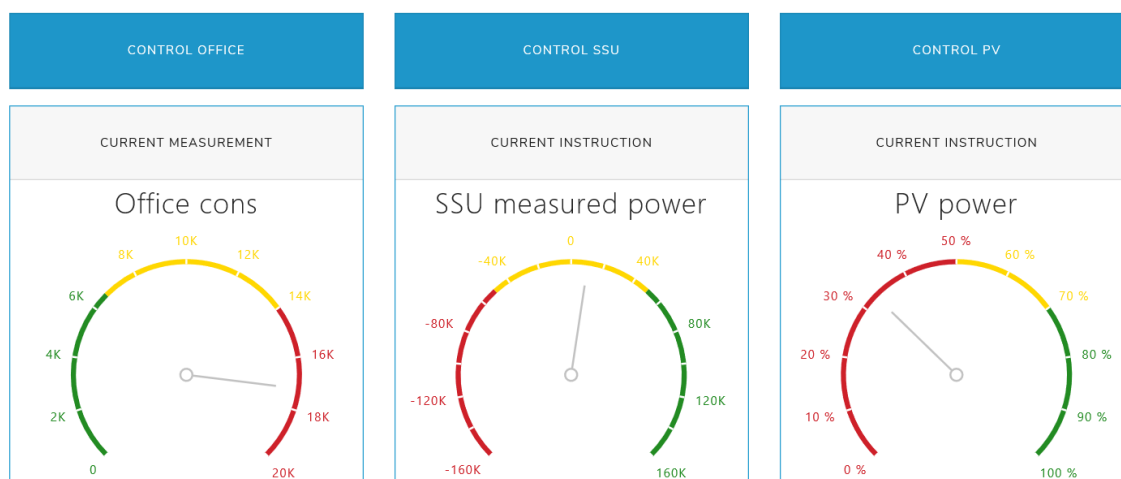 CONTROL OFFICE
CONTROL SSU
CONTROL PV
CURRENT MEASUREMENT
CURRENT INSTRUCTION
CURRENT INSTRUCTION
Office cons
SSU measured power
PV power
0
2K
4K
6K
8K
10K
12K
14K
16K
18K
20K
-160K
-120K
-80K
-40K
0
40K
80K
120K
160K
0 %
10 %
20 %
30 %
40 %
50 %
60 %
70 %
80 %
90 %
100 %